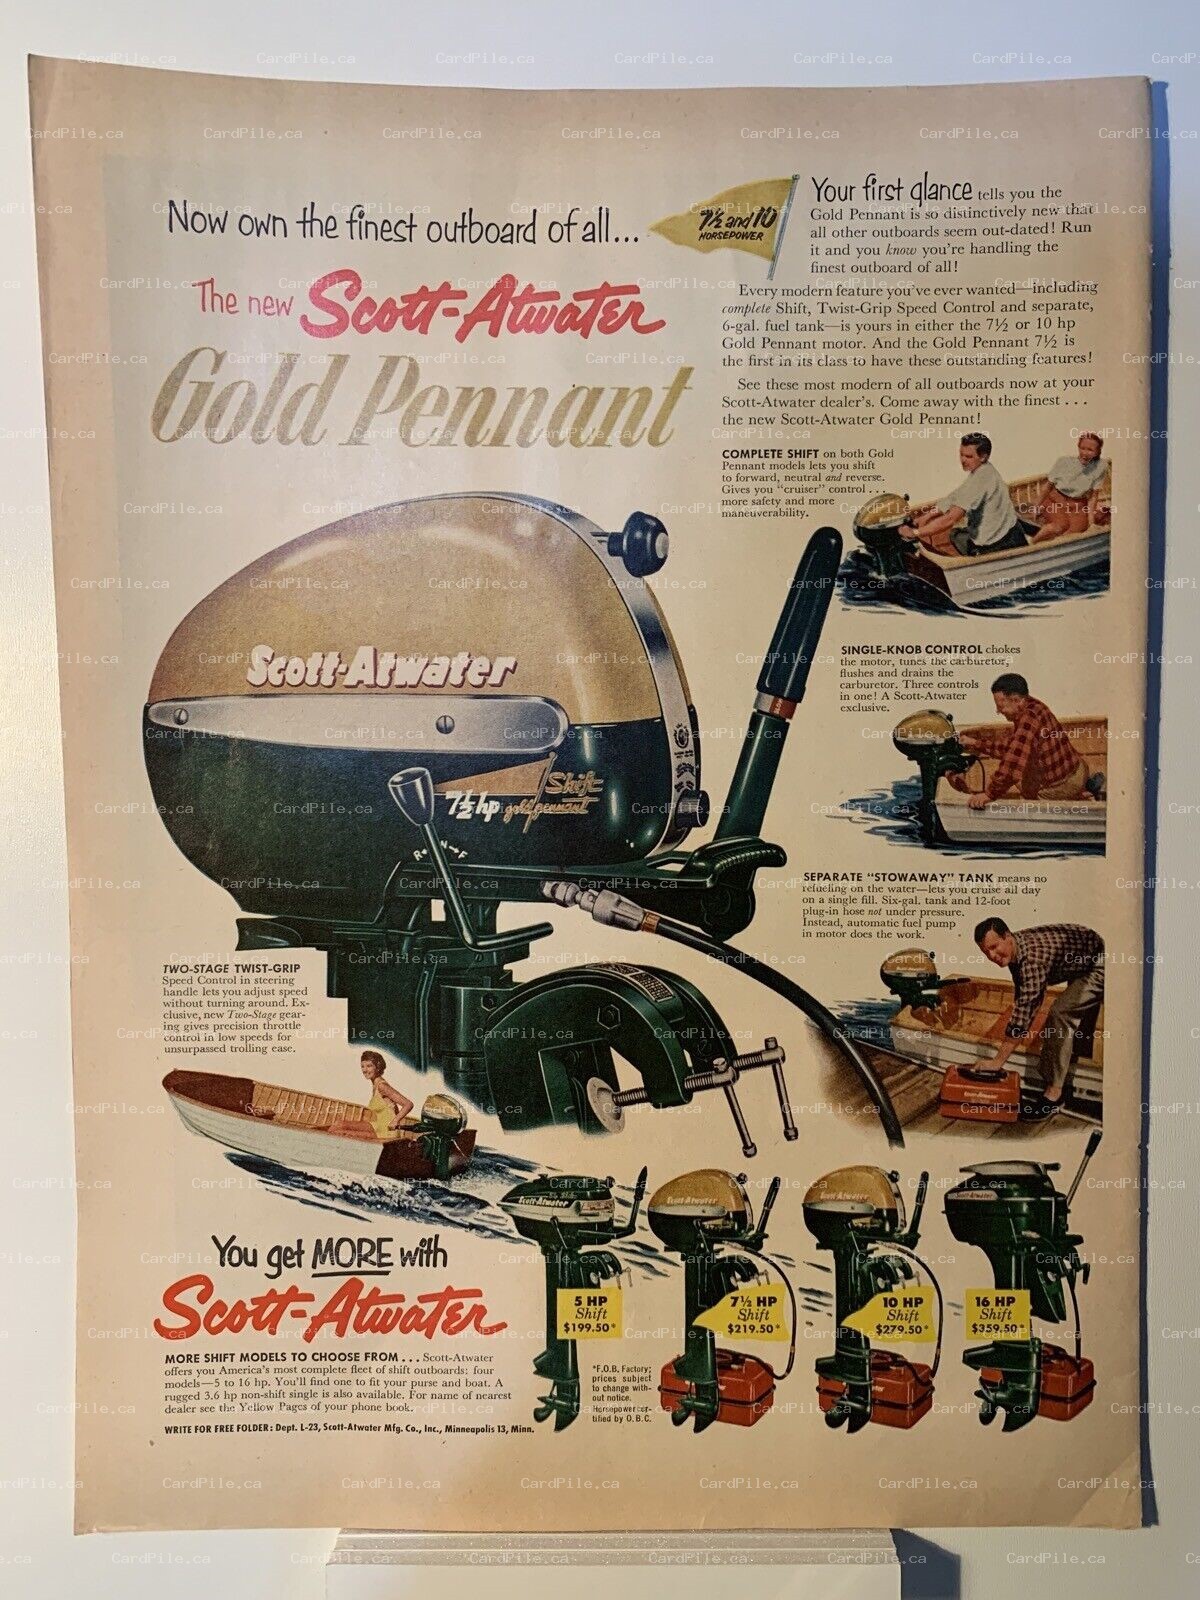 Now own the finest outboard of all...
The new Scott-Atwater
Gold Pennant
7½ and 10
HORSEPOWER
Your first glance tells you the
Gold Pennant is so distinctively new that
all other outboards seem out-dated! Run
it and you know you're handling the
finest outboard of all!
Every modern feature you've ever wanted—including
complete Shift, Twist-Grip Speed Control and separate,
6-gal. fuel tank—is yours in either the 7½ or 10 hp
Gold Pennant motor. And the Gold Pennant 7½ is
the first in its class to have these outstanding features!
See these most modern of all outboards now at your
Scott-Atwater dealer's. Come away with the finest . . .
the new Scott-Atwater Gold Pennant!
COMPLETE SHIFT on both Gold
Pennant models lets you shift
to forward, neutral and reverse.
Gives you "cruiser" control . . .
more safety and more
maneuverability.
Scott-Atwater
Shift
7½ hp gold pennant
R N F
SINGLE-KNOB CONTROL chokes
the motor, tunes the carburetor,
flushes and drains the
carburetor. Three controls
in one! A Scott-Atwater
exclusive.
SEPARATE "STOWAWAY" TANK means no
refueling on the water—lets you cruise all day
on a single fill. Six-gal. tank and 12-foot
plug-in hose not under pressure.
Instead, automatic fuel pump
in motor does the work.
TWO-STAGE TWIST-GRIP
Speed Control in steering
handle lets you adjust speed
without turning around. Ex-
clusive, new Two-Stage gear-
ing gives precision throttle
control in low speeds for
unsurpassed trolling ease.
You get MORE with
Scott-Atwater
MORE SHIFT MODELS TO CHOOSE FROM . . . Scott-Atwater
offers you America's most complete fleet of shift outboards: four
models—5 to 16 hp. You'll find one to fit your purse and boat. A
rugged 3.6 hp non-shift single is also available. For name of nearest
dealer see the Yellow Pages of your phone book.
WRITE FOR FREE FOLDER: Dept. L-23, Scott-Atwater Mfg. Co., Inc., Minneapolis 13, Minn.
Scott-Atwater
Scott-Atwater
Scott-Atwater
Scott-Atwater
5 HP
Shift
$199.50*
7½ HP
Shift
$219.50*
10 HP
Shift
$279.50*
16 HP
Shift
$359.50*
*F.O.B. Factory;
prices subject
to change with-
out notice.
Horsepower cer-
tified by O.B.C.
CardPile.ca